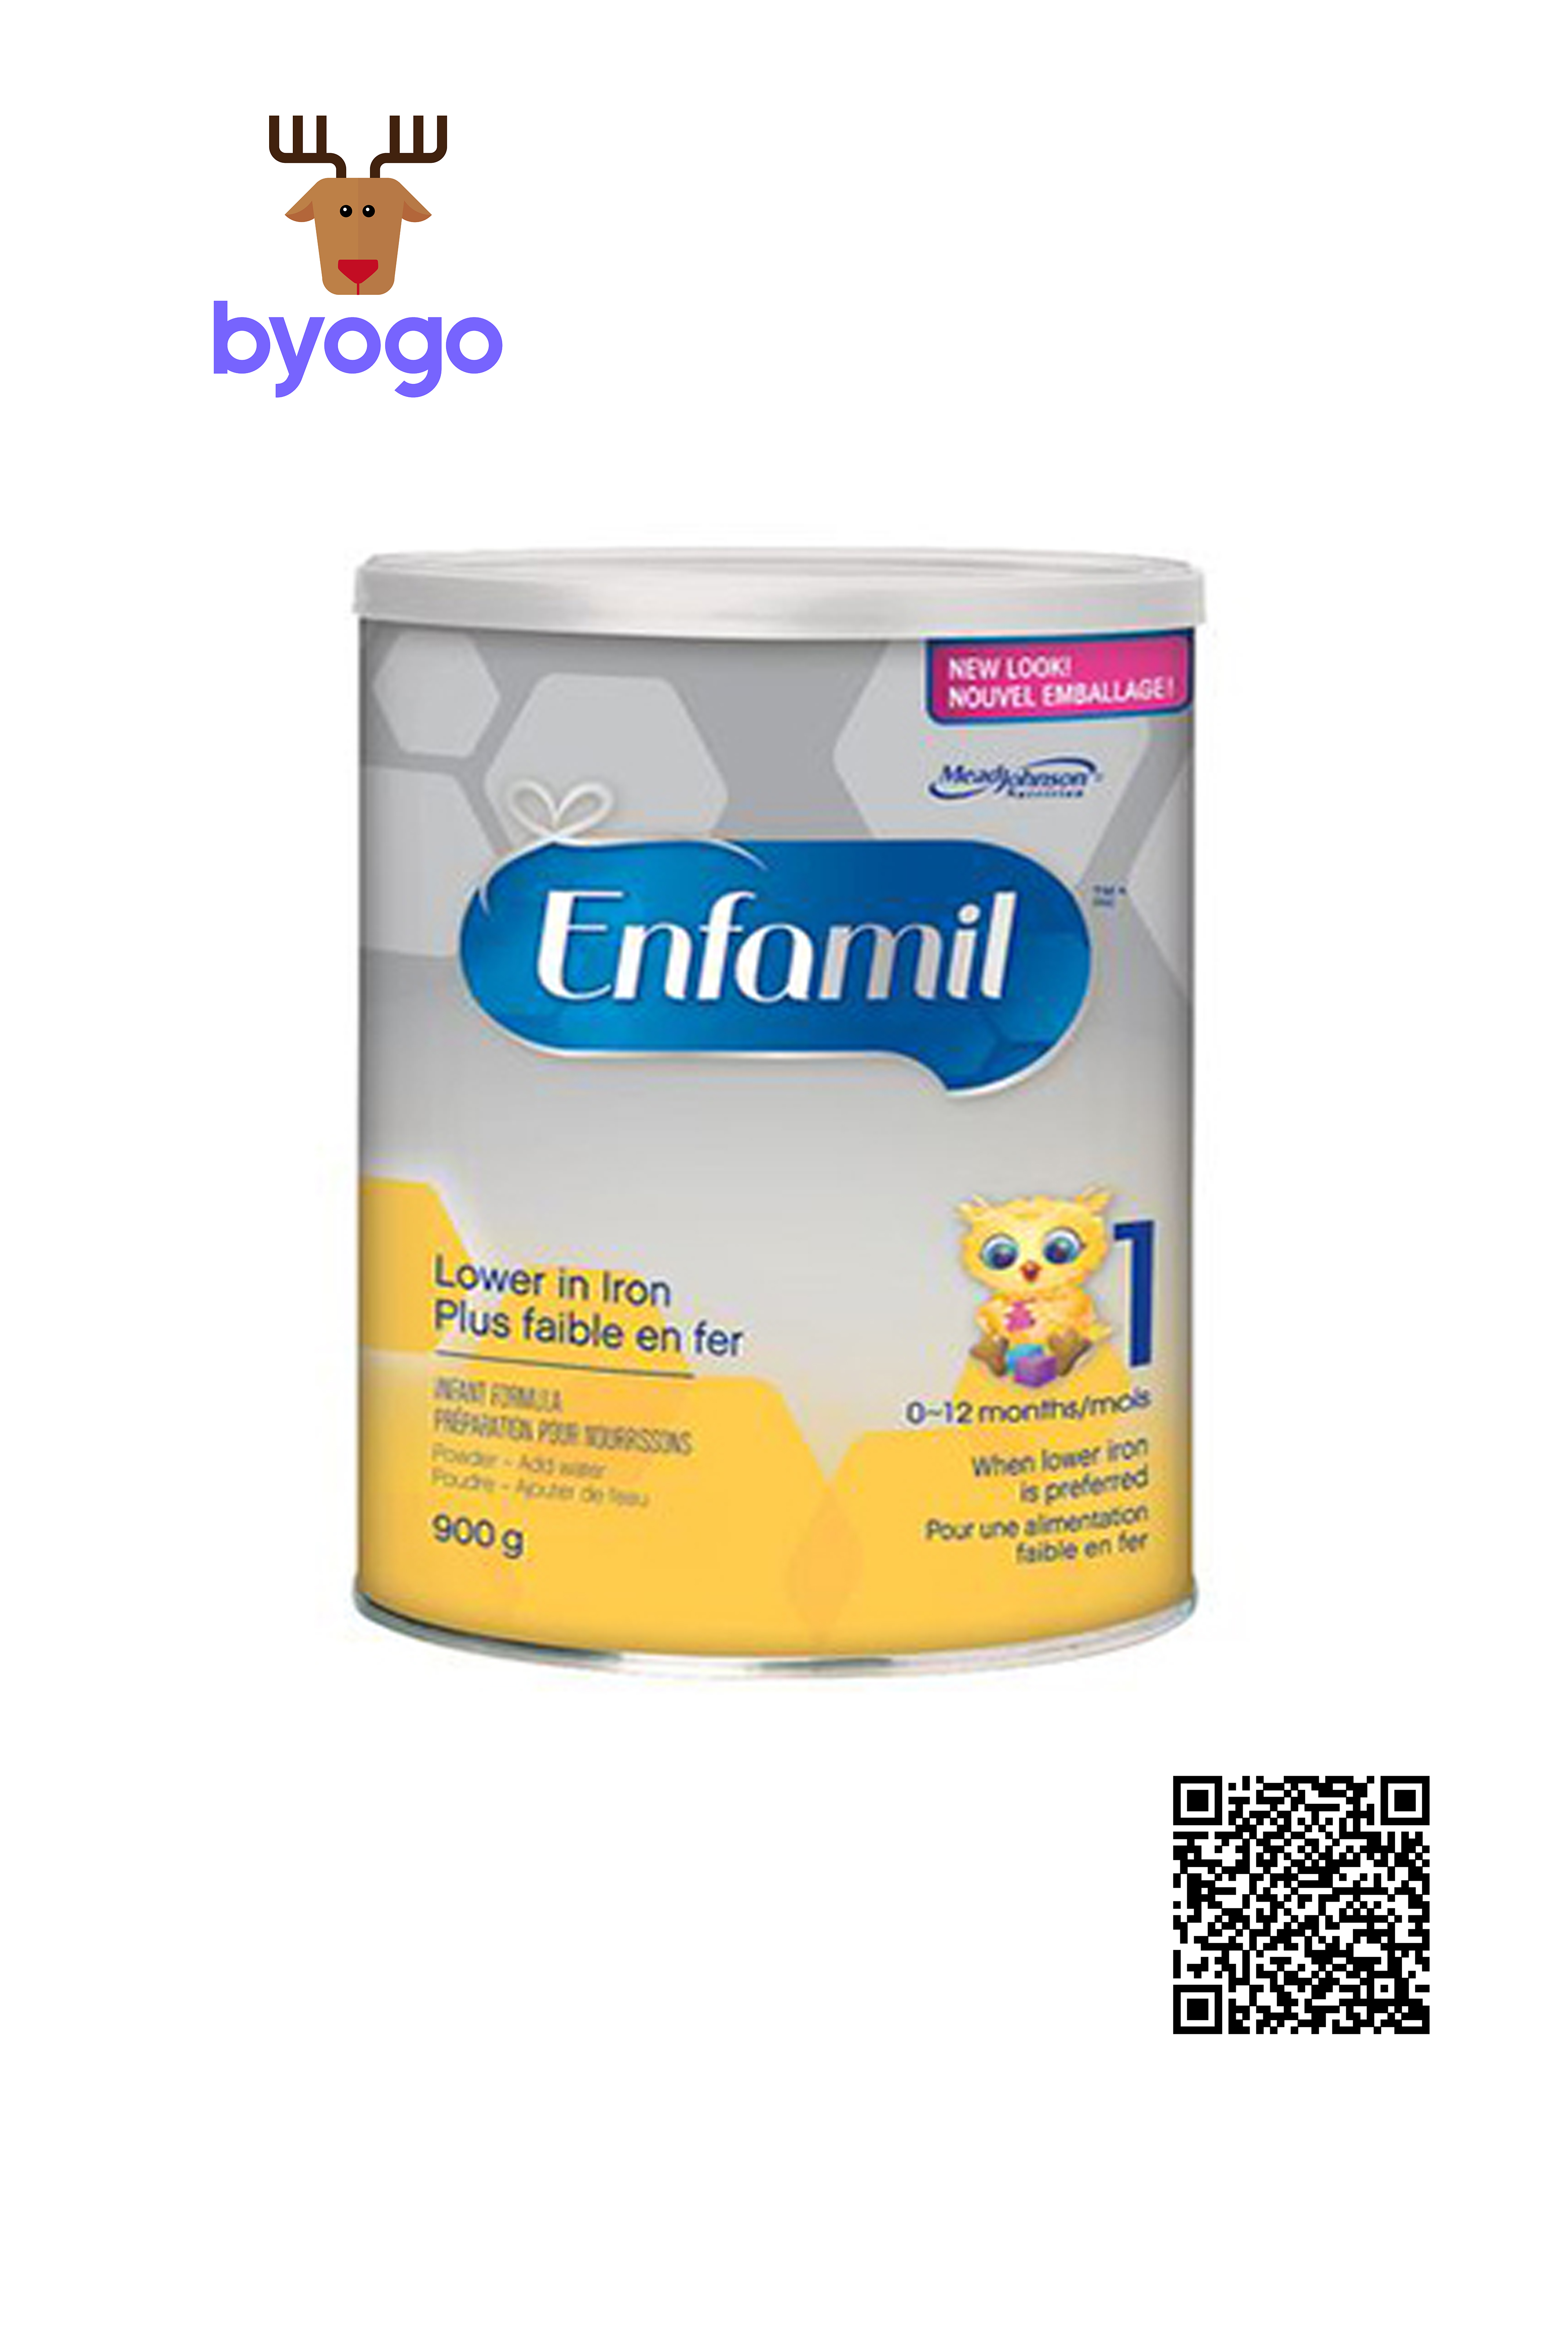 byogo
NEW LOOK!
NOUVEL EMBALLAGE!
MeadJohnson
Nutrition
Enfamil
Lower in Iron
Plus faible en fer
INFANT FORMULA
PRÉPARATION POUR NOURRISSONS
Powder - Add water
Poudre - Ajouter de l'eau
900 g
1
0-12 months/mois
When lower iron
is preferred
Pour une alimentation
faible en fer